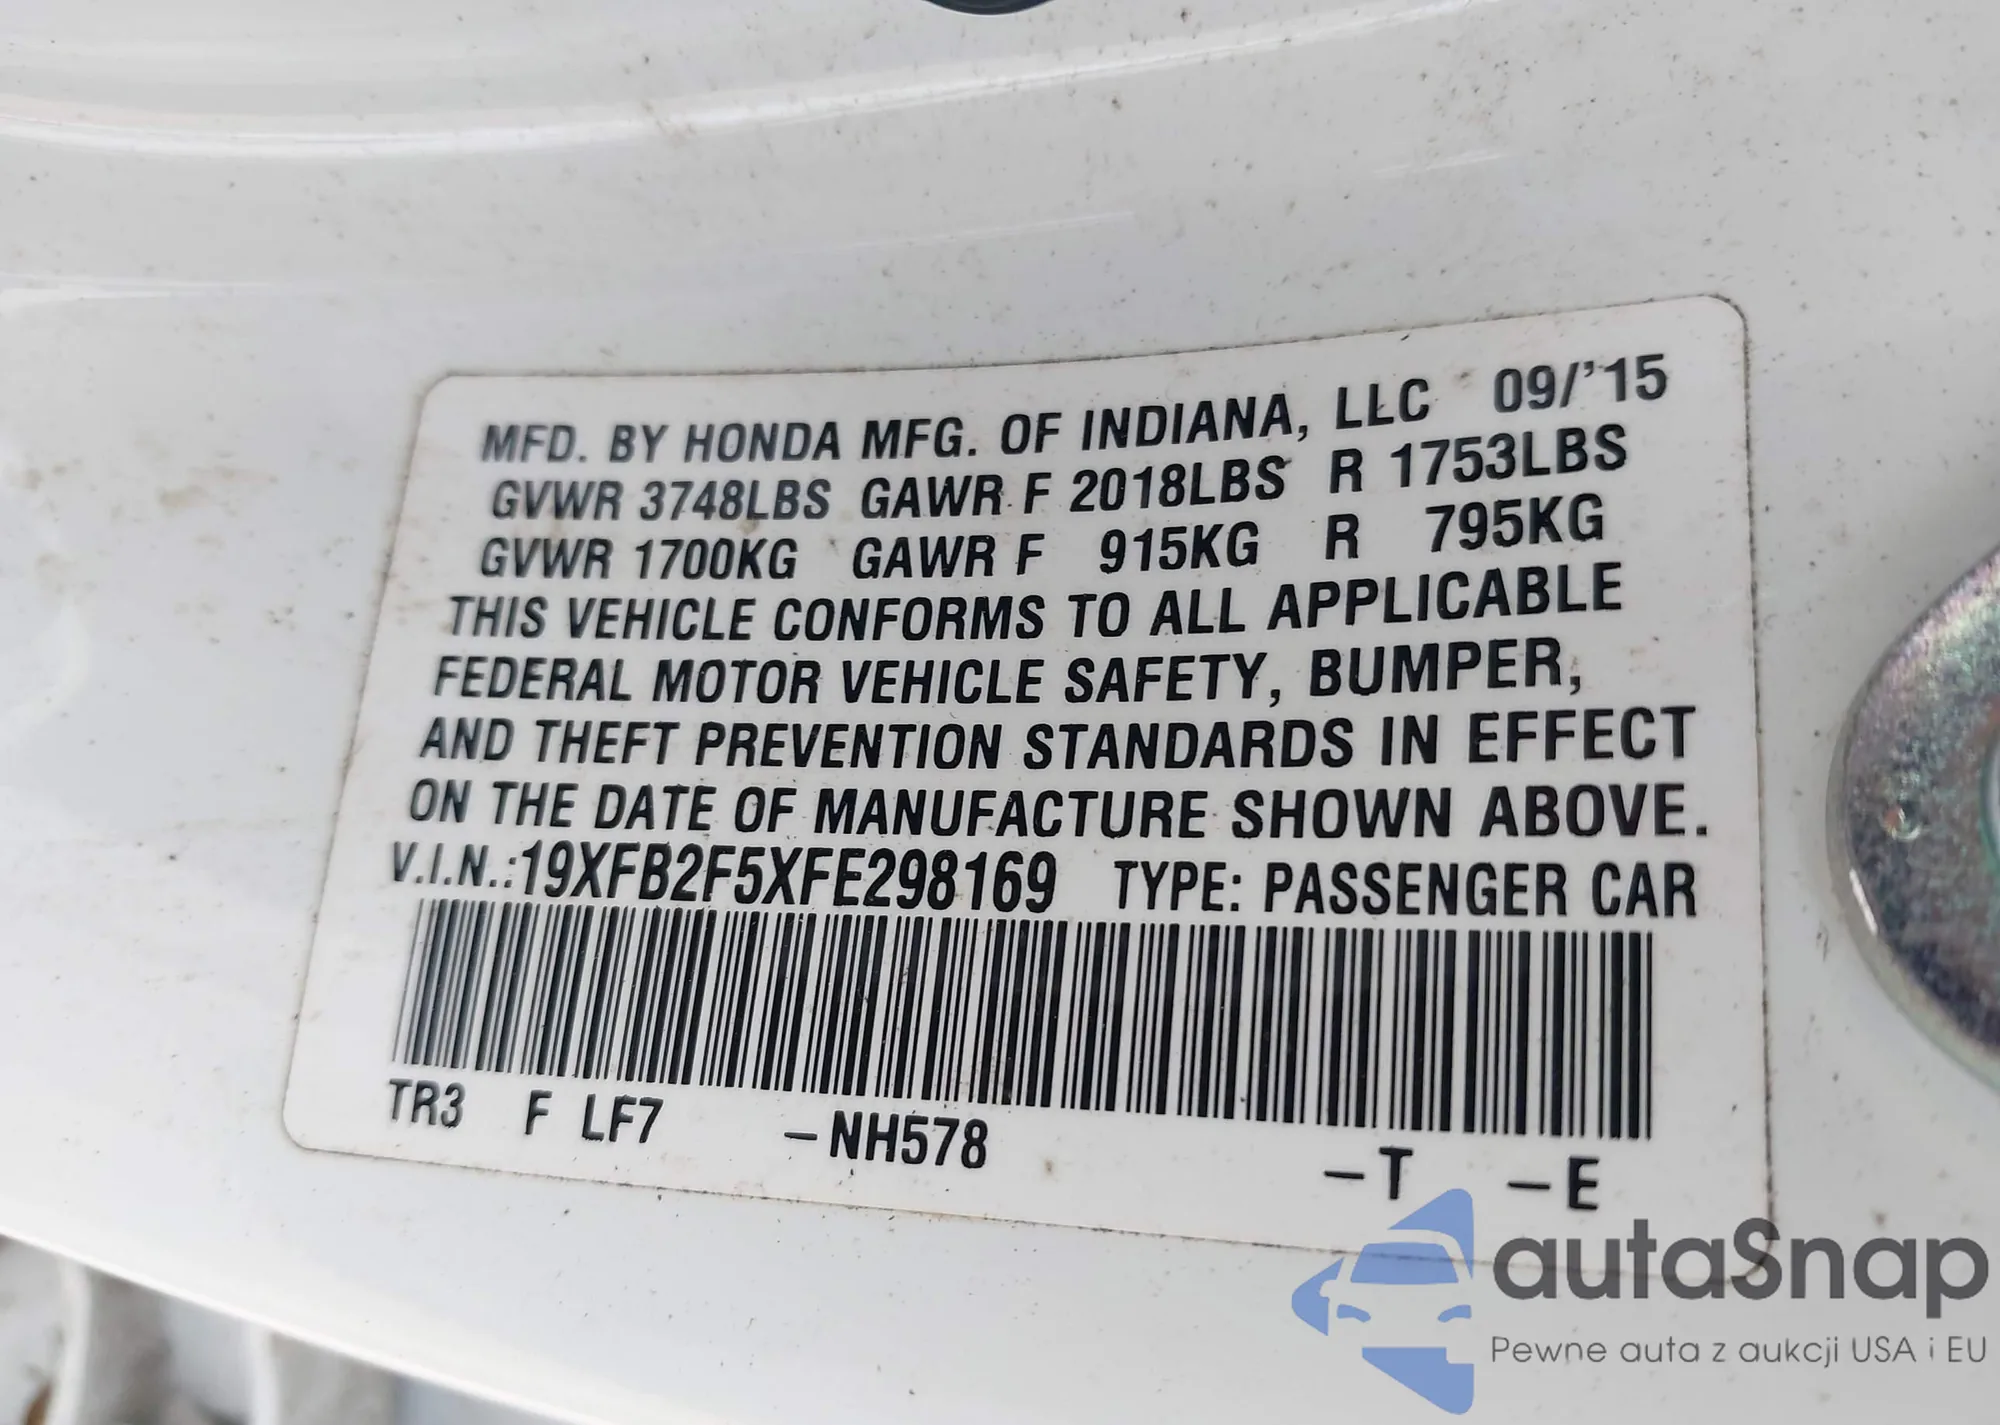 MFD. BY HONDA MFG. OF INDIANA, LLC 09/'15
GVWR 3748LBS GAWR F 2018LBS R 1753LBS
GVWR 1700KG GAWR F 915KG R 795KG
THIS VEHICLE CONFORMS TO ALL APPLICABLE
FEDERAL MOTOR VEHICLE SAFETY, BUMPER,
AND THEFT PREVENTION STANDARDS IN EFFECT
ON THE DATE OF MANUFACTURE SHOWN ABOVE.
V.I.N.:19XFB2F5XFE298169 TYPE: PASSENGER CAR
TR3 F LF7 –NH578 –T –E
autaSnap
Pewne auta z aukcji USA i EU